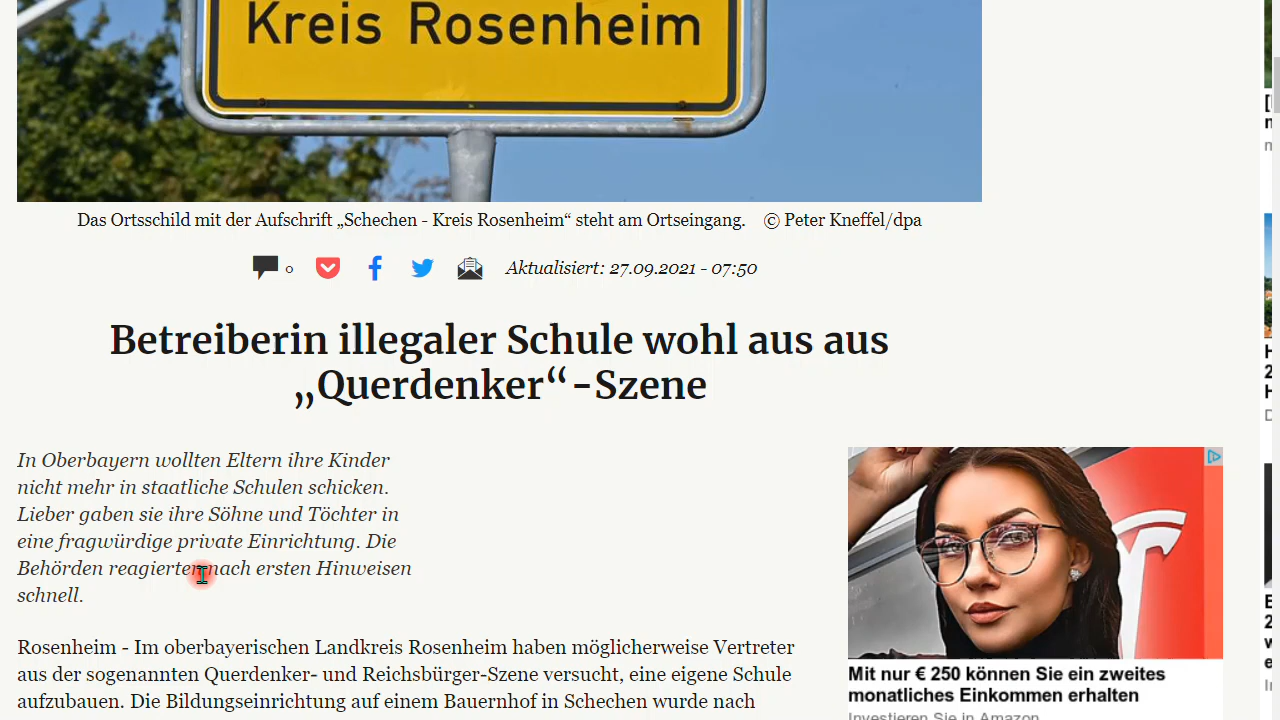 Kreis Rosenheim
Das Ortsschild mit der Aufschrift „Schechen - Kreis Rosenheim“ steht am Ortseingang. © Peter Kneffel/dpa
0 Aktualisiert: 27.09.2021 - 07:50
Betreiberin illegaler Schule wohl aus aus
„Querdenker“-Szene
In Oberbayern wollten Eltern ihre Kinder
nicht mehr in staatliche Schulen schicken.
Lieber gaben sie ihre Söhne und Töchter in
eine fragwürdige private Einrichtung. Die
Behörden reagierten nach ersten Hinweisen
schnell.
Rosenheim - Im oberbayerischen Landkreis Rosenheim haben möglicherweise Vertreter
aus der sogenannten Querdenker- und Reichsbürger-Szene versucht, eine eigene Schule
aufzubauen. Die Bildungseinrichtung auf einem Bauernhof in Schechen wurde nach
Mit nur € 250 können Sie ein zweites
monatliches Einkommen erhalten
Investieren Sie in Amazon